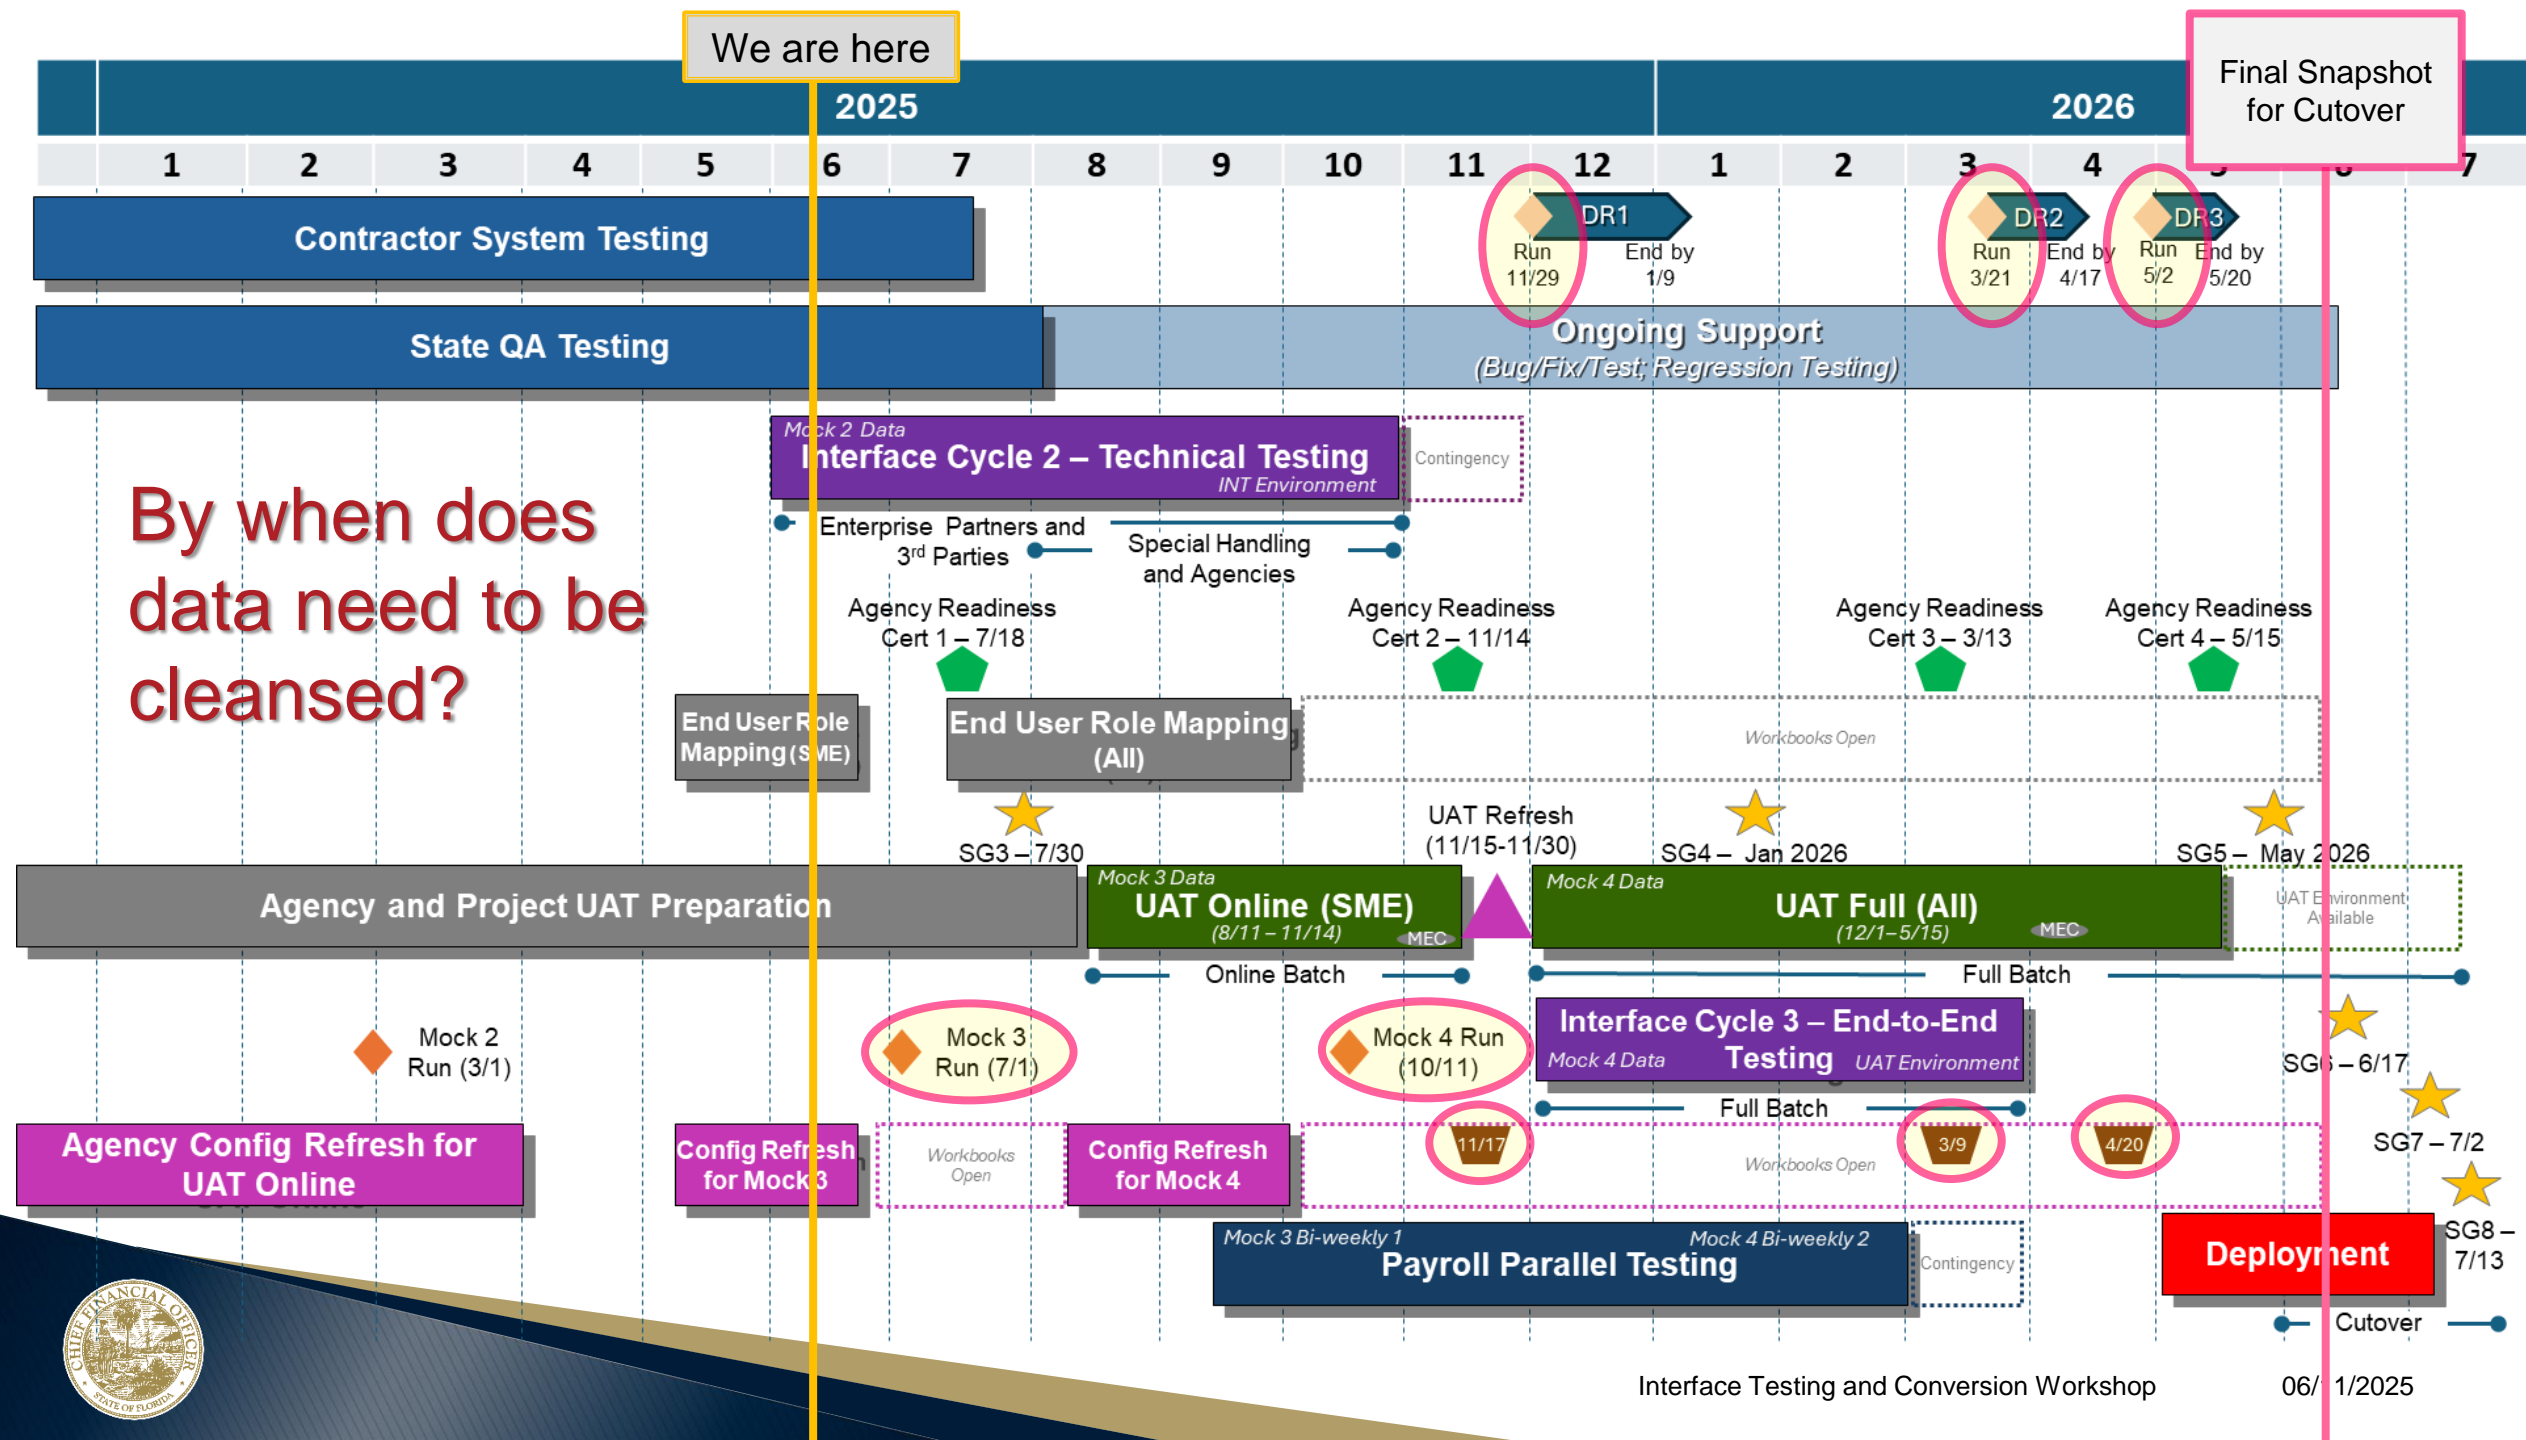 We are here
Final Snapshot
for Cutover
2025
2026
1 2 3 4 5 6 7 8 9 10 11 12 1 2 3 4 5 6 7
Contractor System Testing
DR1
DR2
DR3
Run
11/29
End by
1/9
Run
3/21
End by
4/17
Run
5/2
End by
5/20
State QA Testing
Ongoing Support
(Bug/Fix/Test; Regression Testing)
Mock 2 Data
Interface Cycle 2 – Technical Testing
INT Environment
Contingency
By when does
data need to be
cleansed?
Enterprise Partners and
3rd Parties
Special Handling
and Agencies
Agency Readiness
Cert 1 – 7/18
Agency Readiness
Cert 2 – 11/14
Agency Readiness
Cert 3 – 3/13
Agency Readiness
Cert 4 – 5/15
End User Role
Mapping (SME)
End User Role Mapping
(All)
Workbooks Open
SG3 – 7/30
UAT Refresh
(11/15-11/30)
SG4 – Jan 2026
SG5 – May 2026
Agency and Project UAT Preparation
Mock 3 Data
UAT Online (SME)
(8/11 – 11/14)
MEC
Mock 4 Data
UAT Full (All)
(12/1– 5/15)
MEC
UAT Environment
Available
Online Batch
Full Batch
Mock 2
Run (3/1)
Mock 3
Run (7/1)
Mock 4 Run
(10/11)
Interface Cycle 3 – End-to-End
Testing
Mock 4 Data
UAT Environment
SG6 – 6/17
Full Batch
Agency Config Refresh for
UAT Online
Config Refresh
for Mock 3
Workbooks
Open
Config Refresh
for Mock 4
11/17
Workbooks Open
3/9
4/20
SG7 – 7/2
Mock 3 Bi-weekly 1
Mock 4 Bi-weekly 2
Payroll Parallel Testing
Contingency
Deployment
SG8 –
7/13
Cutover
CHIEF FINANCIAL OFFICER
STATE OF FLORIDA
Interface Testing and Conversion Workshop
06/11/2025